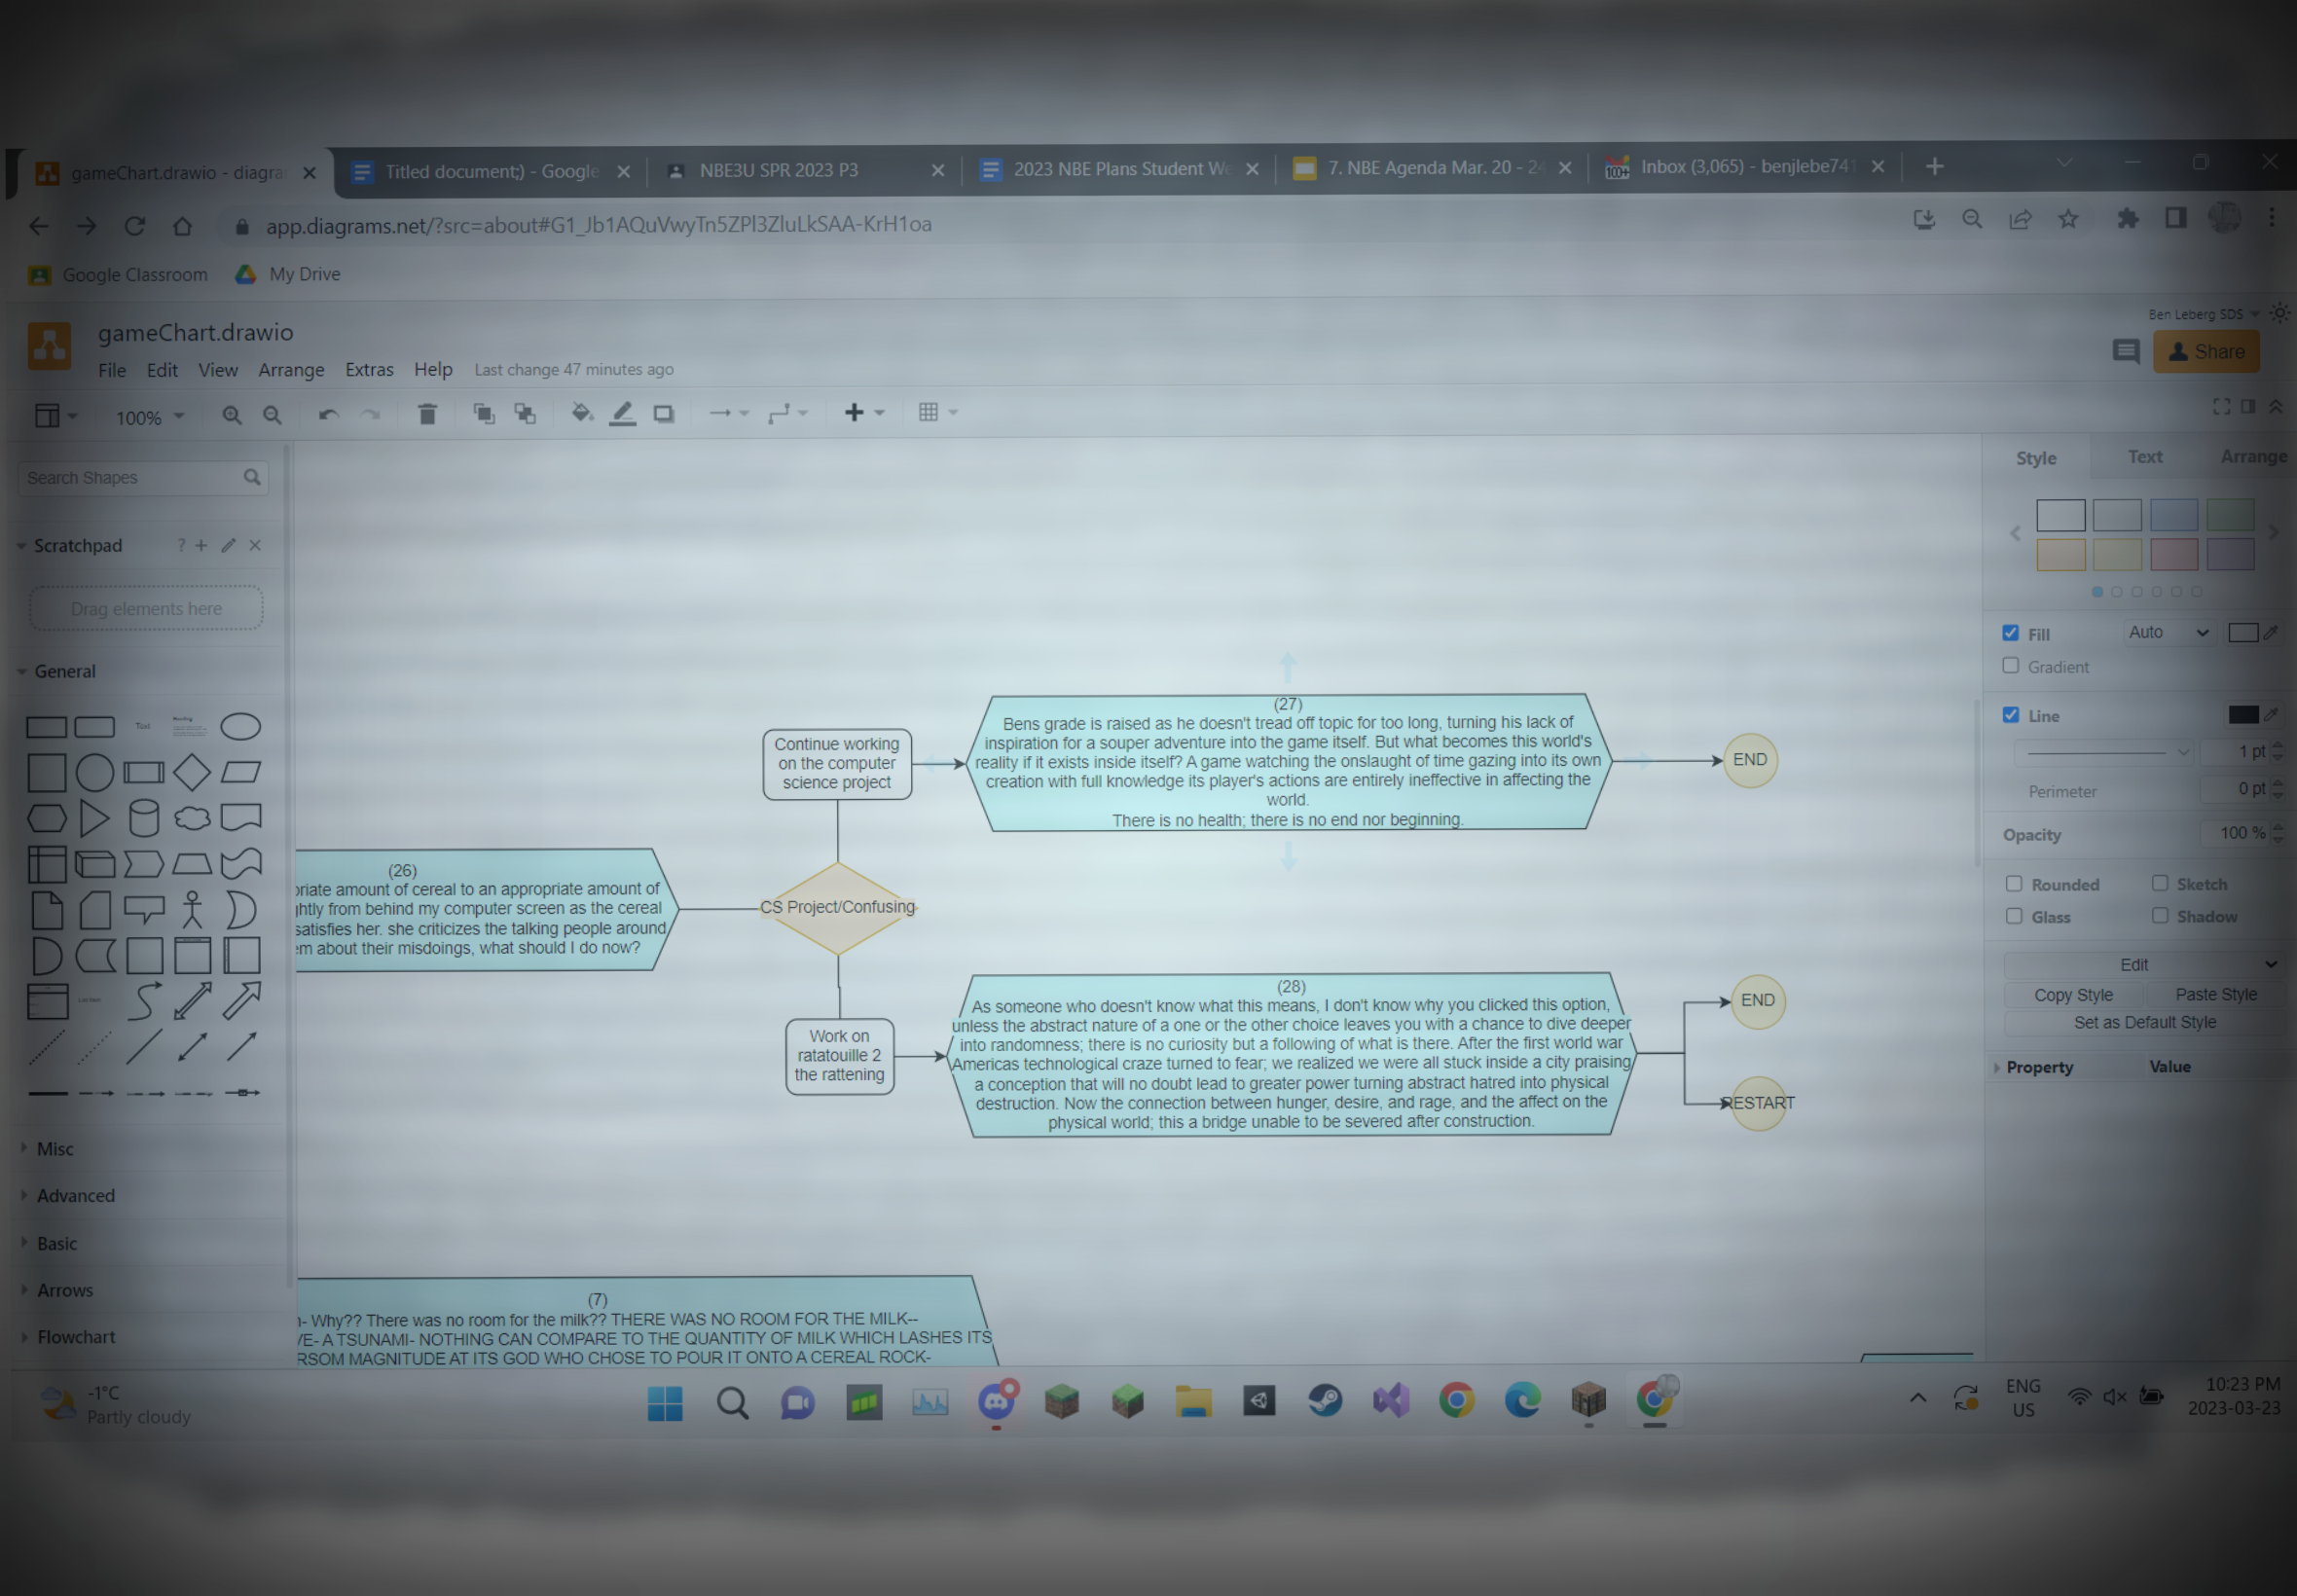 gameChart.drawio - diagra
Titled document;) - Google
NBE3U SPR 2023 P3
2023 NBE Plans Student We
7. NBE Agenda Mar. 20 - 24
Inbox (3,065) - benjlebe741
app.diagrams.net/?src=about#G1_Jb1AQuVwyTn5ZPl3ZluLkSAA-KrH1oa
Google Classroom
My Drive
gameChart.drawio
Ben Leberg SDS
File Edit View Arrange Extras Help Last change 47 minutes ago
Share
100%
Search Shapes
Scratchpad
?
Drag elements here
General
Text
Heading
List Item
Misc
Advanced
Basic
Arrows
Flowchart
Continue working
on the computer
science project
(27)
Bens grade is raised as he doesn't tread off topic for too long, turning his lack of
inspiration for a souper adventure into the game itself. But what becomes this world's
reality if it exists inside itself? A game watching the onslaught of time gazing into its own
creation with full knowledge its player's actions are entirely ineffective in affecting the
world.
There is no health; there is no end nor beginning.
END
(26)
oriate amount of cereal to an appropriate amount of
htly from behind my computer screen as the cereal
satisfies her. she criticizes the talking people around
m about their misdoings, what should I do now?
CS Project/Confusing
Work on
ratatouille 2
the rattening
(28)
As someone who doesn't know what this means, I don't know why you clicked this option,
unless the abstract nature of a one or the other choice leaves you with a chance to dive deeper
into randomness; there is no curiosity but a following of what is there. After the first world war
Americas technological craze turned to fear; we realized we were all stuck inside a city praising
a conception that will no doubt lead to greater power turning abstract hatred into physical
destruction. Now the connection between hunger, desire, and rage, and the affect on the
physical world; this a bridge unable to be severed after construction.
END
RESTART
(7)
- Why?? There was no room for the milk?? THERE WAS NO ROOM FOR THE MILK--
VE- A TSUNAMI- NOTHING CAN COMPARE TO THE QUANTITY OF MILK WHICH LASHES ITS
RSOM MAGNITUDE AT ITS GOD WHO CHOSE TO POUR IT ONTO A CEREAL ROCK-
Style Text Arrange
Fill Auto
Gradient
Line
1 pt
Perimeter 0 pt
Opacity 100 %
Rounded Sketch
Glass Shadow
Edit
Copy Style Paste Style
Set as Default Style
Property Value
-1°C
Partly cloudy
100+
ENG
US
10:23 PM
2023-03-23